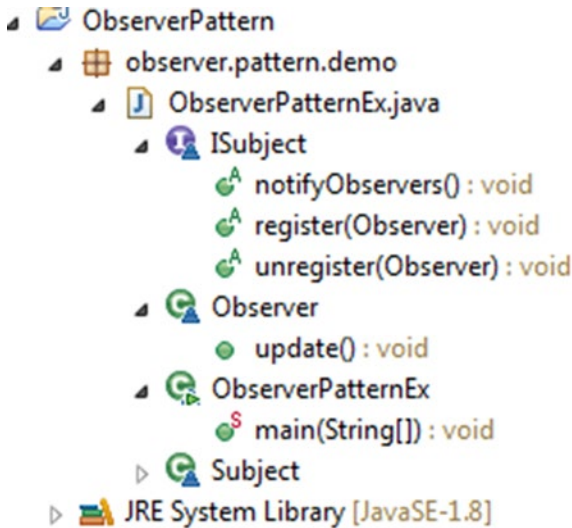 ObserverPattern
observer.pattern.demo
J ObserverPatternEx.java
I ISubject
A notifyObservers() : void
A register(Observer) : void
A unregister(Observer) : void
C Observer
update() : void
C ObserverPatternEx
S main(String[]) : void
C Subject
JRE System Library [JavaSE-1.8]